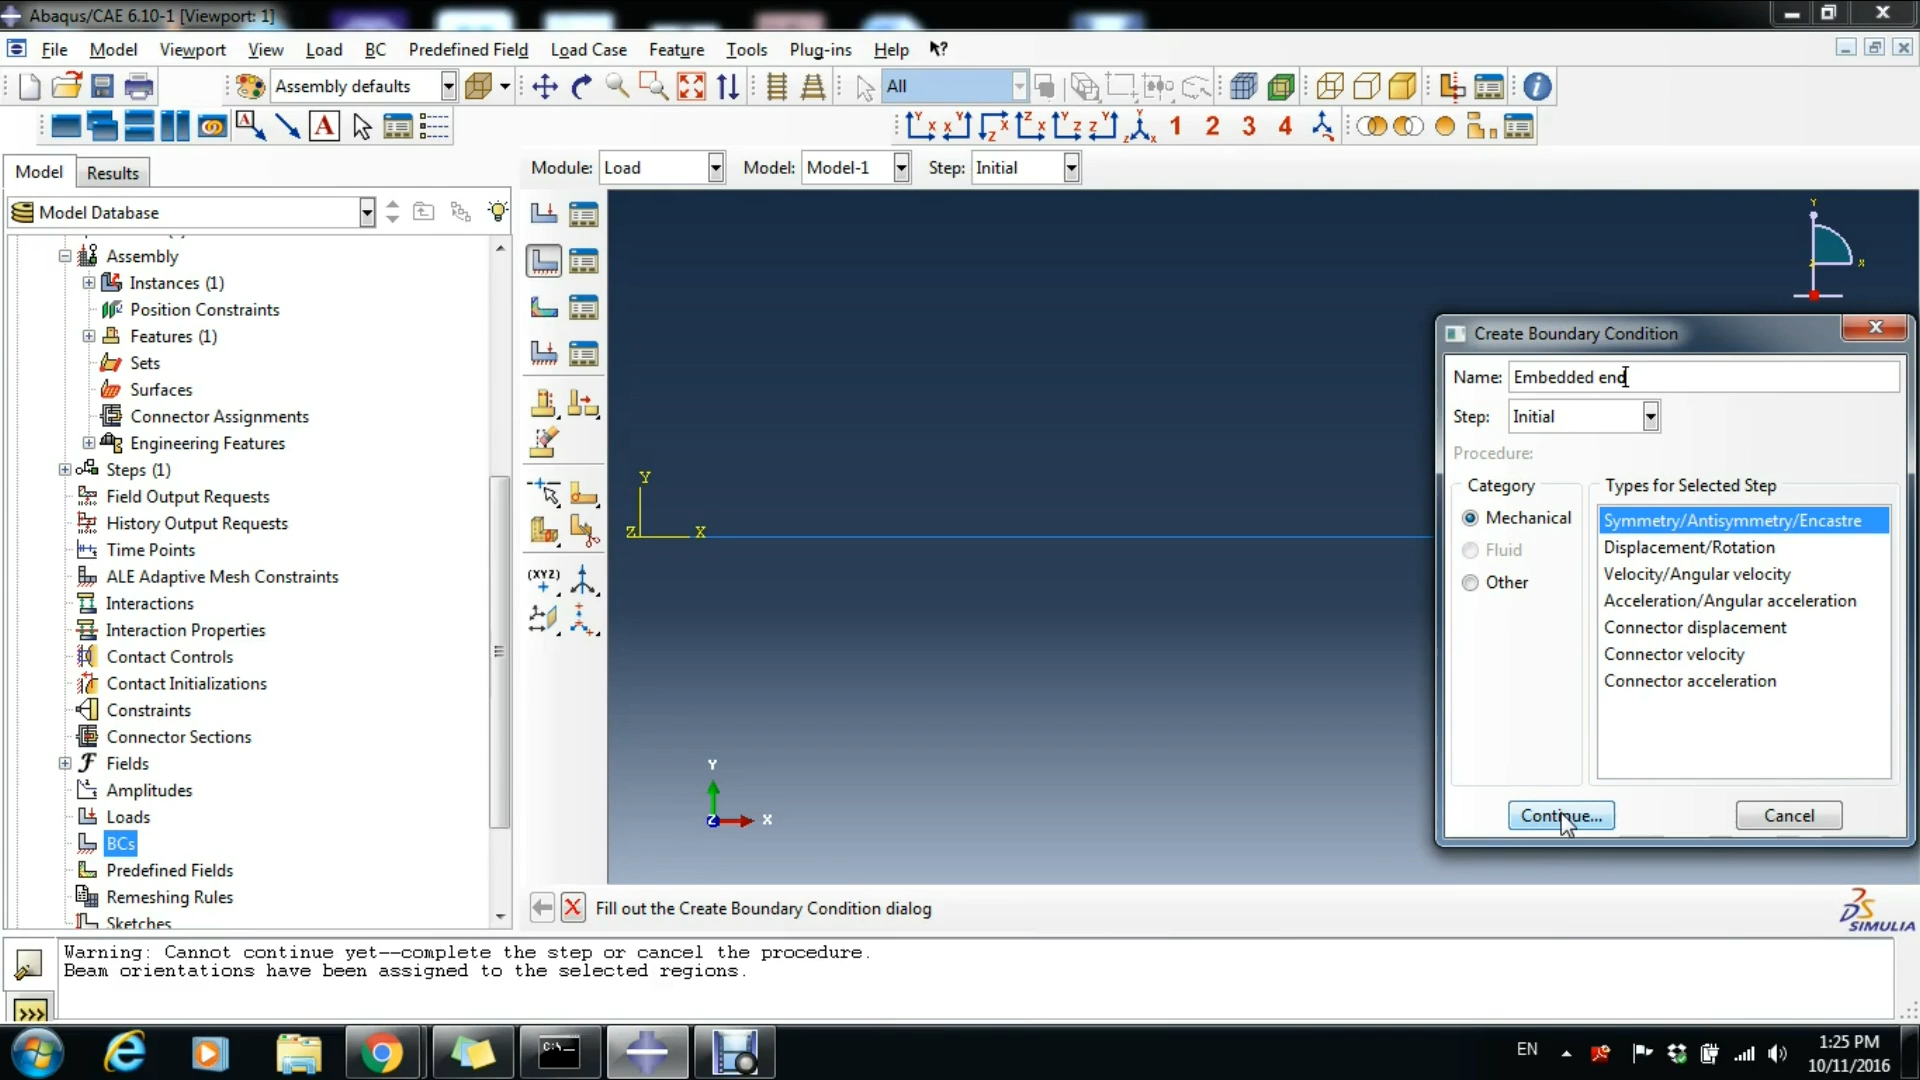 Abaqus/CAE 6.10-1 [Viewport: 1]
File Model Viewport View Load BC Predefined Field Load Case Feature Tools Plug-ins Help ?
Assembly defaults All
A A 1 2 3 4
Model Results
Module: Load Model: Model-1 Step: Initial
Model Database
Assembly
Instances (1)
Position Constraints
Features (1)
Sets
Surfaces
Connector Assignments
Engineering Features
Steps (1)
Field Output Requests
History Output Requests
Time Points
ALE Adaptive Mesh Constraints
Interactions
Interaction Properties
Contact Controls
Contact Initializations
Constraints
Connector Sections
Fields
Amplitudes
Loads
BCs
Predefined Fields
Remeshing Rules
Sketches
(XYZ)
Y
Z X
Y
Z X
Y
X
Create Boundary Condition
Name: Embedded end
Step: Initial
Procedure:
Category
Mechanical
Fluid
Other
Types for Selected Step
Symmetry/Antisymmetry/Encastre
Displacement/Rotation
Velocity/Angular velocity
Acceleration/Angular acceleration
Connector displacement
Connector velocity
Connector acceleration
Continue... Cancel
Fill out the Create Boundary Condition dialog
SIMULIA
Warning: Cannot continue yet--complete the step or cancel the procedure.
Beam orientations have been assigned to the selected regions.
>>>
EN
1:25 PM
10/11/2016